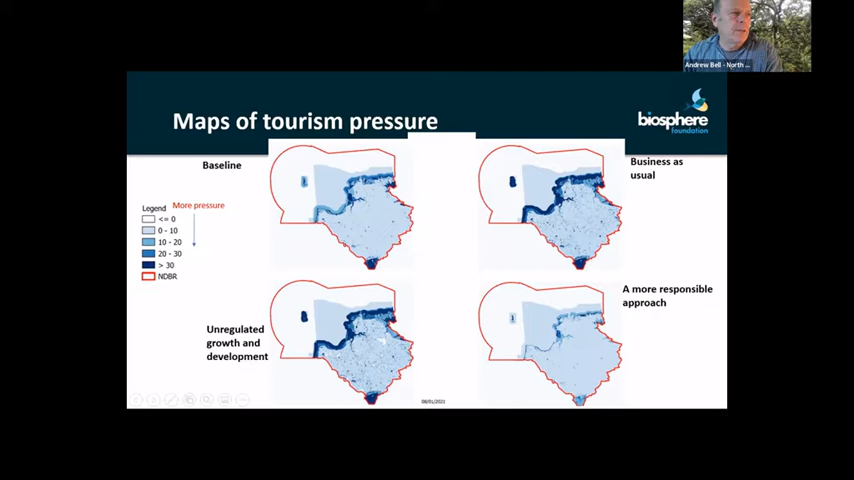 Andrew Bell - North ...
Maps of tourism pressure
biosphere
foundation
Baseline
Business as
usual
Legend
More pressure
<= 0
0 - 10
10 - 20
20 - 30
> 30
NDBR
Unregulated
growth and
development
A more responsible
approach
08/01/2021